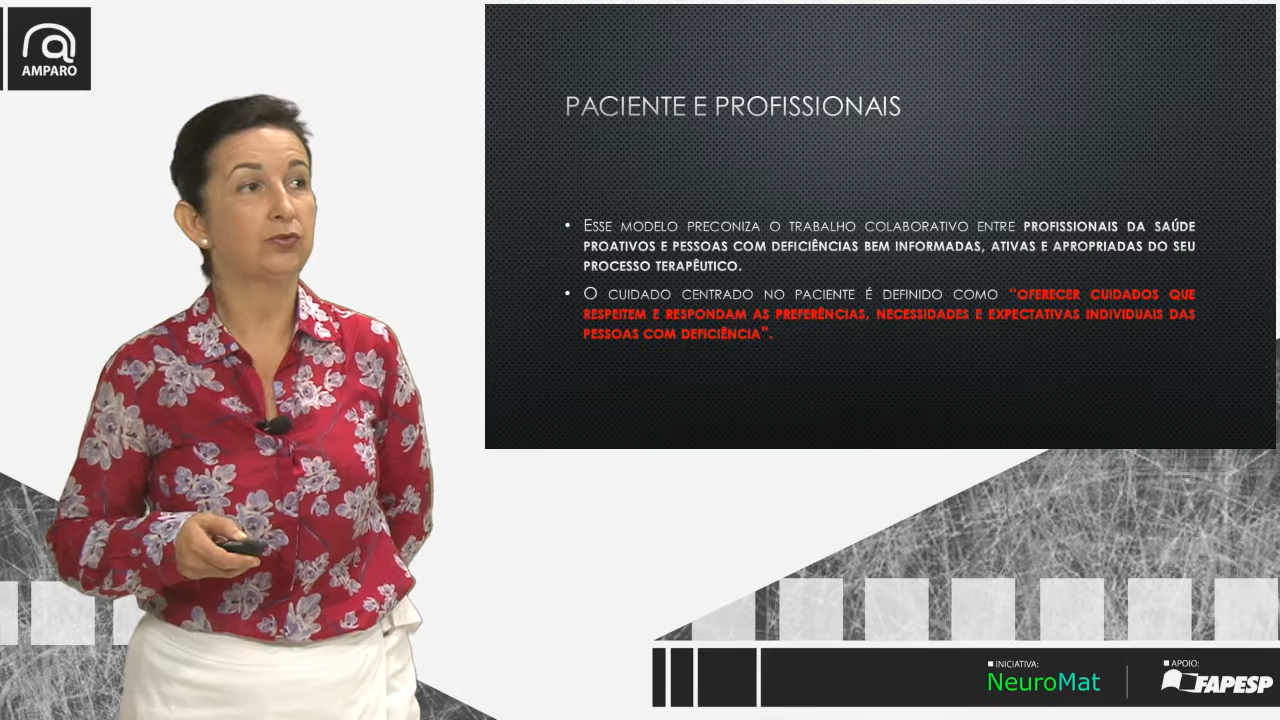 AMPARO
PACIENTE E PROFISSIONAIS
• ESSE MODELO PRECONIZA O TRABALHO COLABORATIVO ENTRE PROFISSIONAIS DA SAÚDE
PROATIVOS E PESSOAS COM DEFICIÊNCIAS BEM INFORMADAS, ATIVAS E APROPRIADAS DO SEU
PROCESSO TERAPÊUTICO.
• O CUIDADO CENTRADO NO PACIENTE É DEFINIDO COMO “OFERECER CUIDADOS QUE
RESPEITEM E RESPONDAM AS PREFERÊNCIAS, NECESSIDADES E EXPECTATIVAS INDIVIDUAIS DAS
PESSOAS COM DEFICIÊNCIA”.
INICIATIVA:
NeuroMat
APOIO:
FAPESP